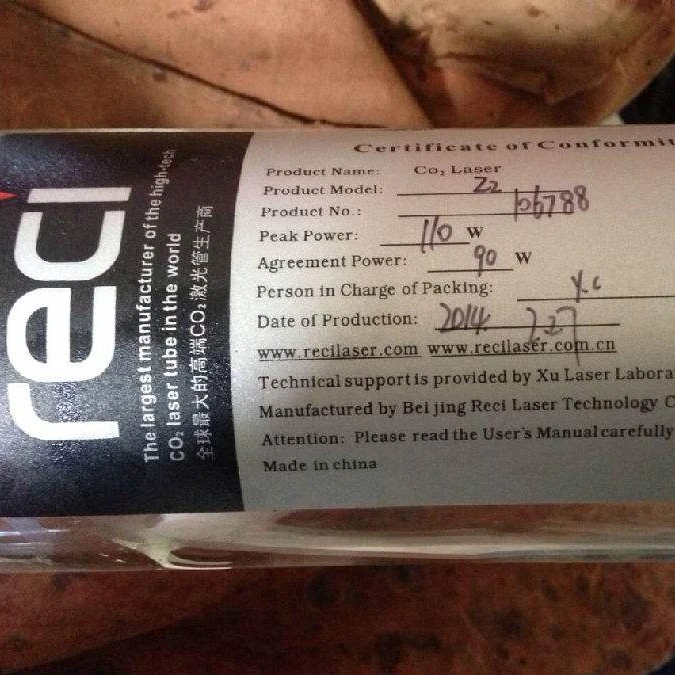 reci
The largest manufacturer of the high-tech
CO₂ laser tube in the world
全球最大的高端CO₂激光管生产商
Certificate of Conformit
Product Name: Co₂ Laser
Product Model: Z2
Product No.: 106788
Peak Power: 110 W
Agreement Power: 90 W
Person in Charge of Packing: Y.C
Date of Production: 2014 7.27
www.recilaser.com www.recilaser.com.cn
Technical support is provided by Xu Laser Labora
Manufactured by Bei jing Reci Laser Technology C
Attention: Please read the User's Manual carefully
Made in china